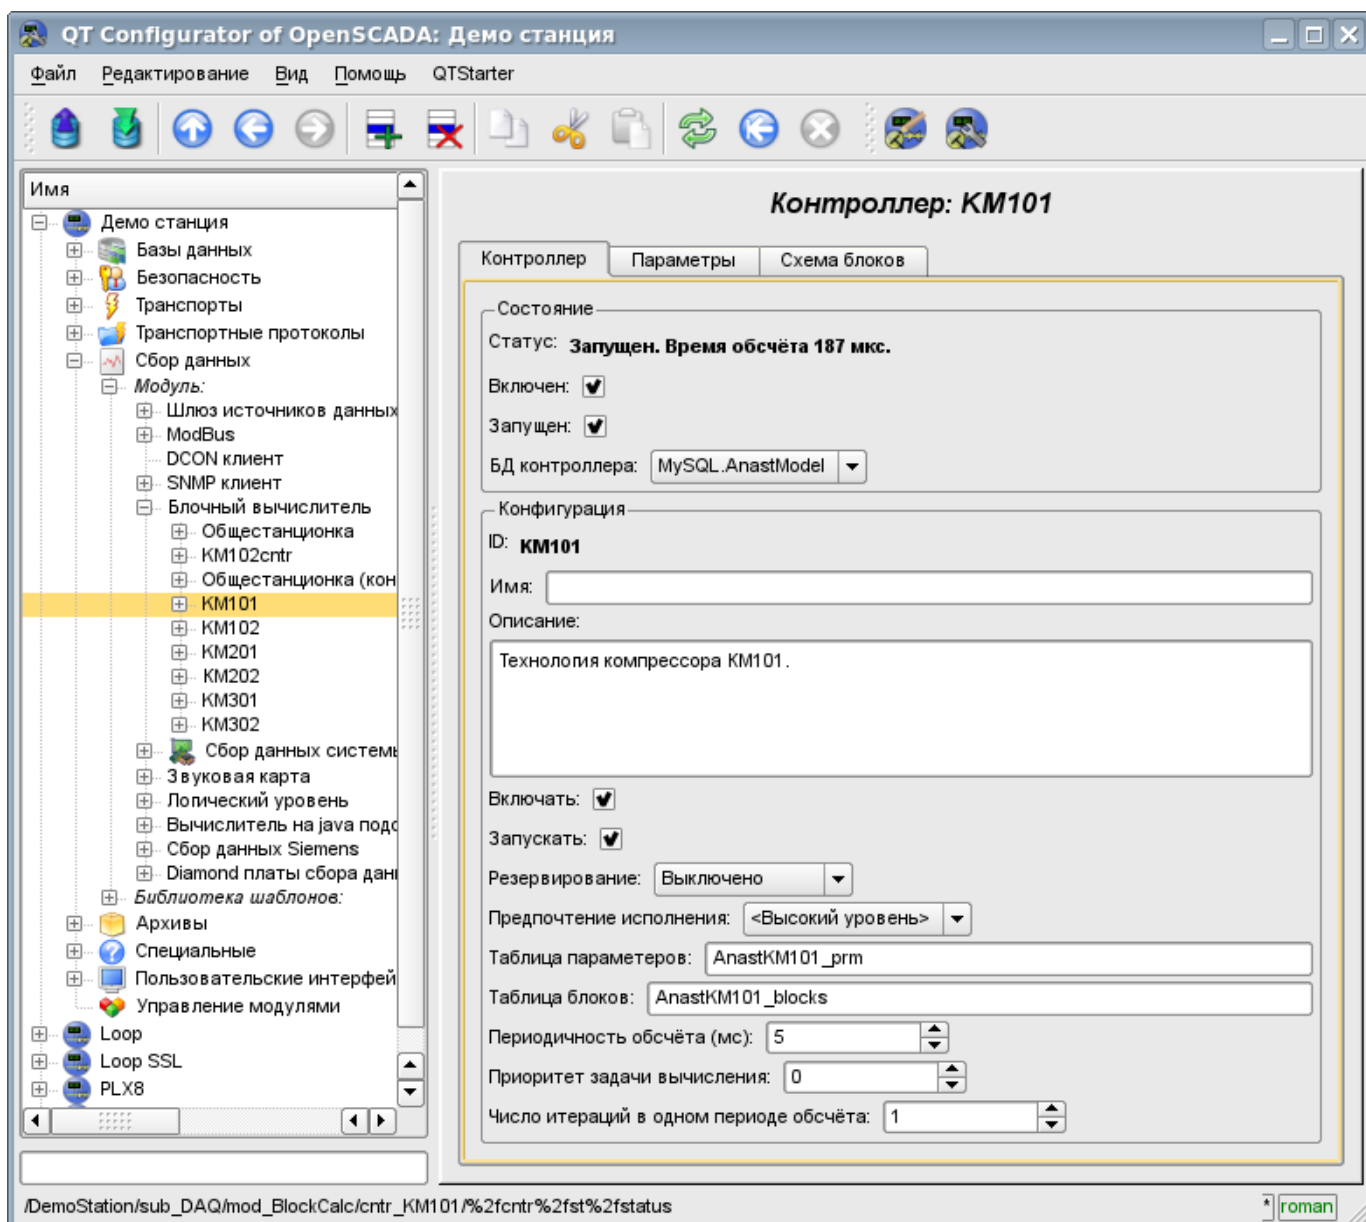 QT Configurator of OpenSCADA: Демо станция
Файл Редактирование Вид Помощь QTStarter
Имя
Демо станция
Базы данных
Безопасность
Транспорты
Транспортные протоколы
Сбор данных
Модуль:
Шлюз источников данных
ModBus
DCON клиент
SNMP клиент
Блочный вычислитель
Общестанционка
KM102cntr
Общестанционка (кон
KM101
KM102
KM201
КМ202
KM301
KM302
Сбор данных системы
Звуковая карта
Логический уровень
Вычислитель на java подо
Сбор данных Siemens
Diamond платы сбора данн
Библиотека шаблонов:
Архивы
Специальные
Пользовательские интерфей
Управление модулями
Loop
Loop SSL
PLX8
Контроллер: KM101
Контроллер Параметры Схема блоков
Состояние
Статус: Запущен. Время обсчёта 187 мкс.
Включен:
Запущен:
БД контроллера: MySQL.AnastModel
Конфигурация
ID: KM101
Имя:
Описание:
Технология компрессора КМ101.
Включать:
Запускать:
Резервирование: Выключено
Предпочтение исполнения: <Высокий уровень>
Таблица параметеров: AnastKM101_prm
Таблица блоков: AnastKM101_blocks
Периодичность обсчёта (мс): 5
Приоритет задачи вычисления: 0
Число итераций в одном периоде обсчёта: 1
/DemoStation/sub_DAQ/mod_BlockCalc/cntr_KM101/%2fcntr%2fst%2fstatus * roman